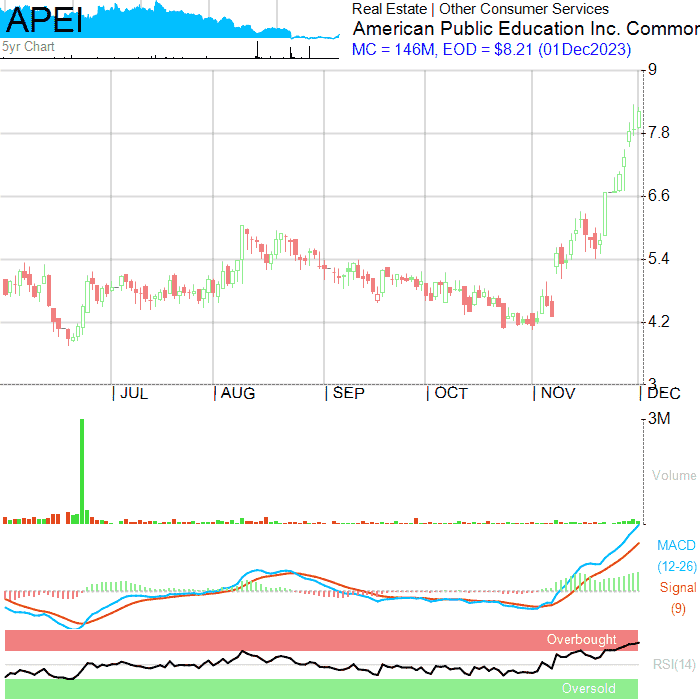 APEI
5yr Chart
Real Estate | Other Consumer Services
American Public Education Inc. Common
MC = 146M, EOD = $8.21 (01Dec2023)
9
7.8
6.6
5.4
4.2
3
JUL AUG SEP OCT NOV DEC
3M
Volume
MACD
(12-26)
Signal
(9)
Overbought
RSI(14)
Oversold